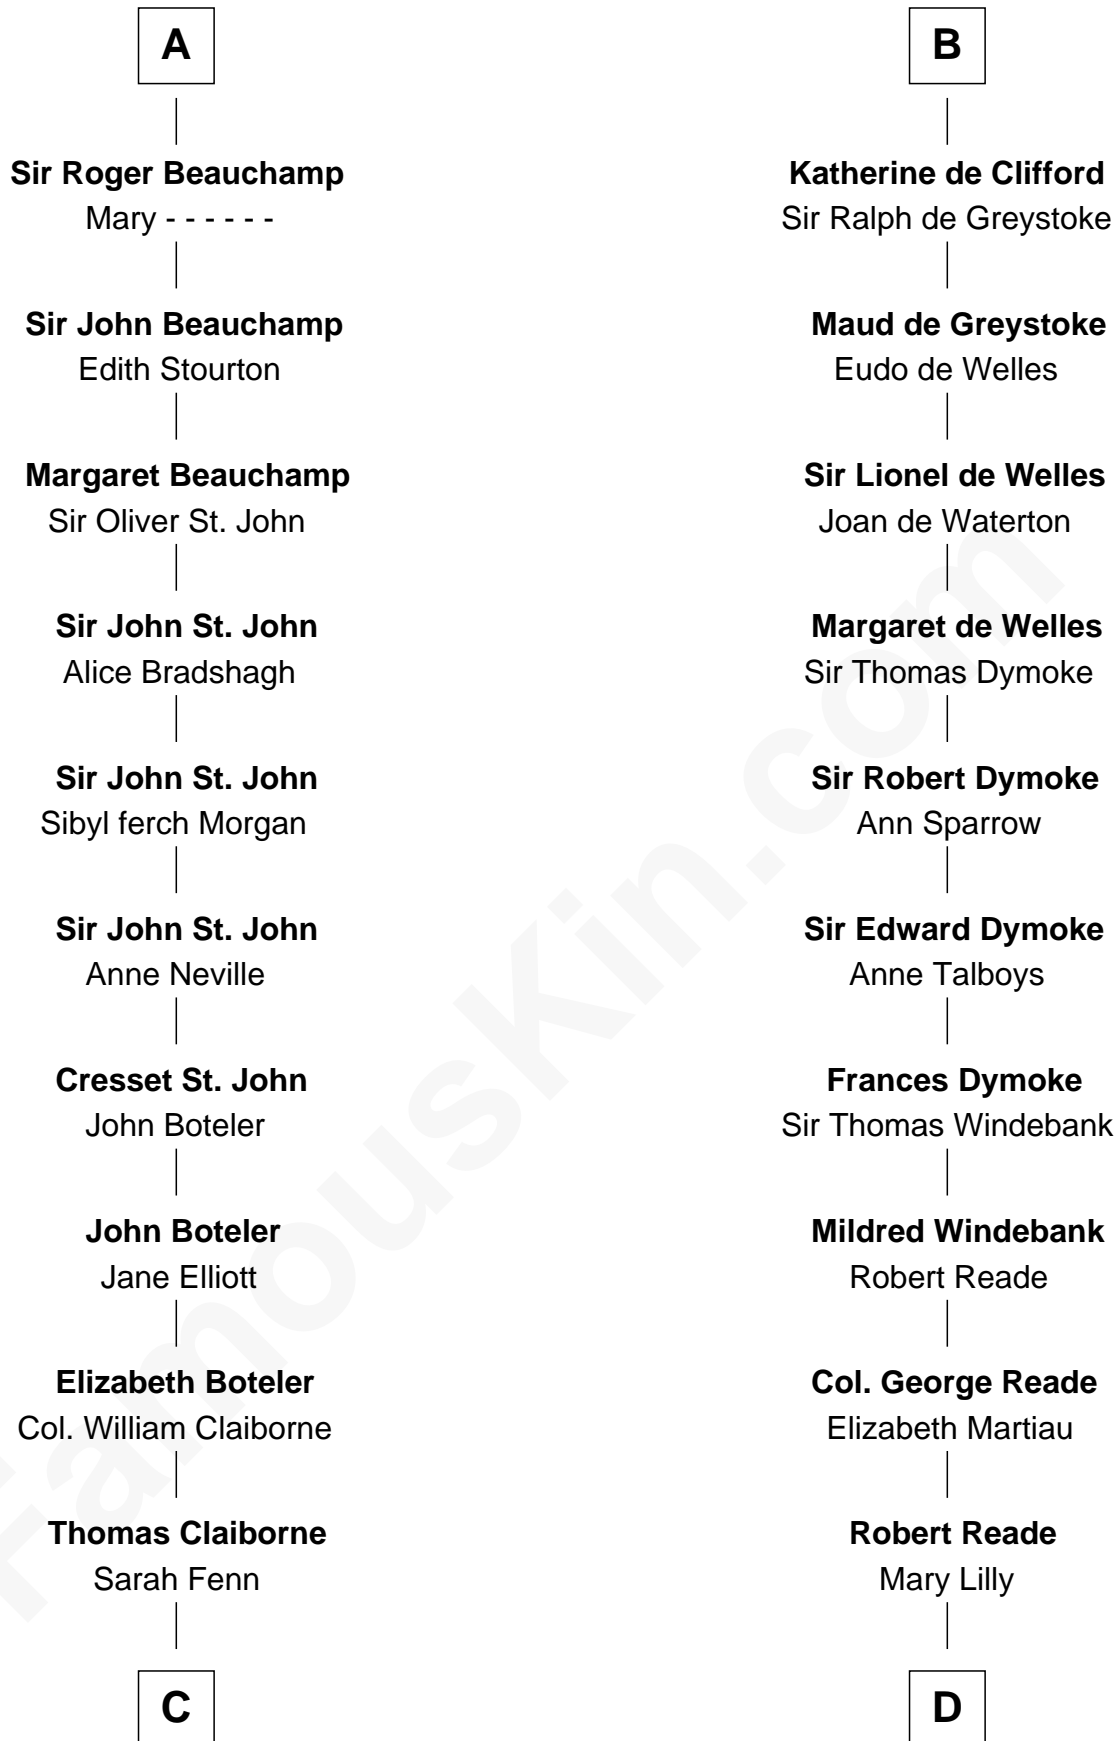 A
Sir Roger Beauchamp
Mary - - - - - -
Sir John Beauchamp
Edith Stourton
Margaret Beauchamp
Sir Oliver St. John
Sir John St. John
Alice Bradshagh
Sir John St. John
Sibyl ferch Morgan
Sir John St. John
Anne Neville
Cresset St. John
John Boteler
John Boteler
Jane Elliott
Elizabeth Boteler
Col. William Claiborne
Thomas Claiborne
Sarah Fenn
C
B
Katherine de Clifford
Sir Ralph de Greystoke
Maud de Greystoke
Eudo de Welles
Sir Lionel de Welles
Joan de Waterton
Margaret de Welles
Sir Thomas Dymoke
Sir Robert Dymoke
Ann Sparrow
Sir Edward Dymoke
Anne Talboys
Frances Dymoke
Sir Thomas Windebank
Mildred Windebank
Robert Reade
Col. George Reade
Elizabeth Martiau
Robert Reade
Mary Lilly
D
FamousKin.com